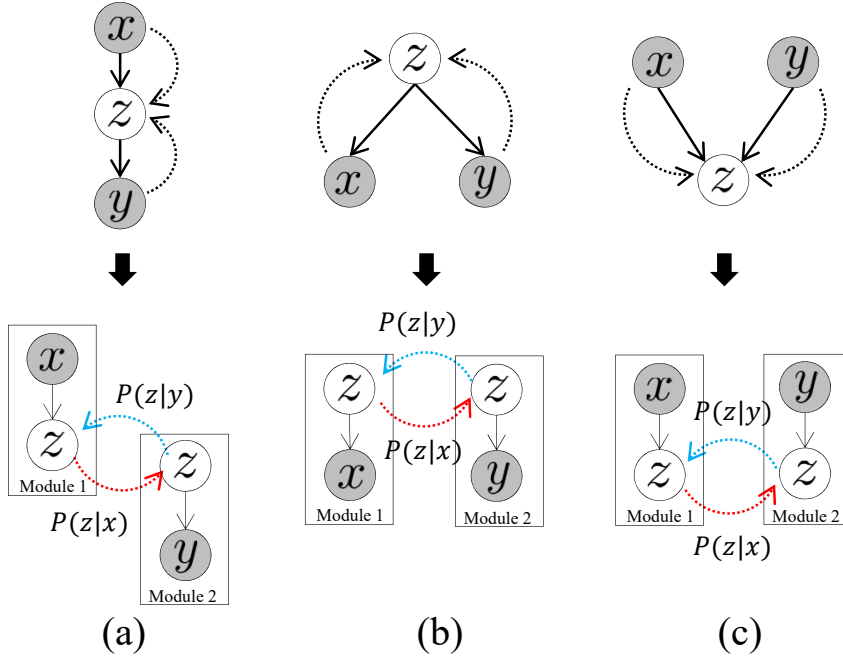 x
z
y
z
x
y
x
y
z
x
z
Module 1
P(z|y)
P(z|x)
z
y
Module 2
P(z|y)
z
x
Module 1
P(z|x)
z
y
Module 2
x
z
Module 1
P(z|y)
P(z|x)
y
z
Module 2
(a)
(b)
(c)